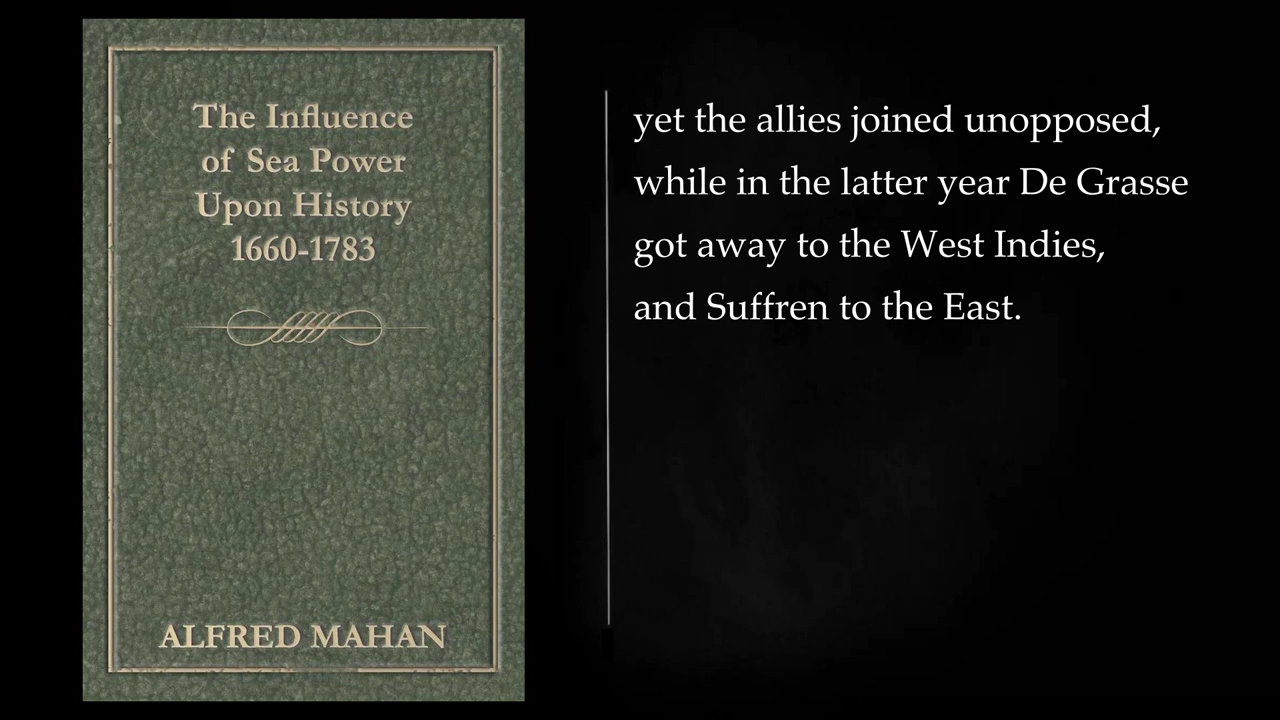 The Influence
of Sea Power
Upon History
1660-1783
ALFRED MAHAN
yet the allies joined unopposed,
while in the latter year De Grasse
got away to the West Indies,
and Suffren to the East.